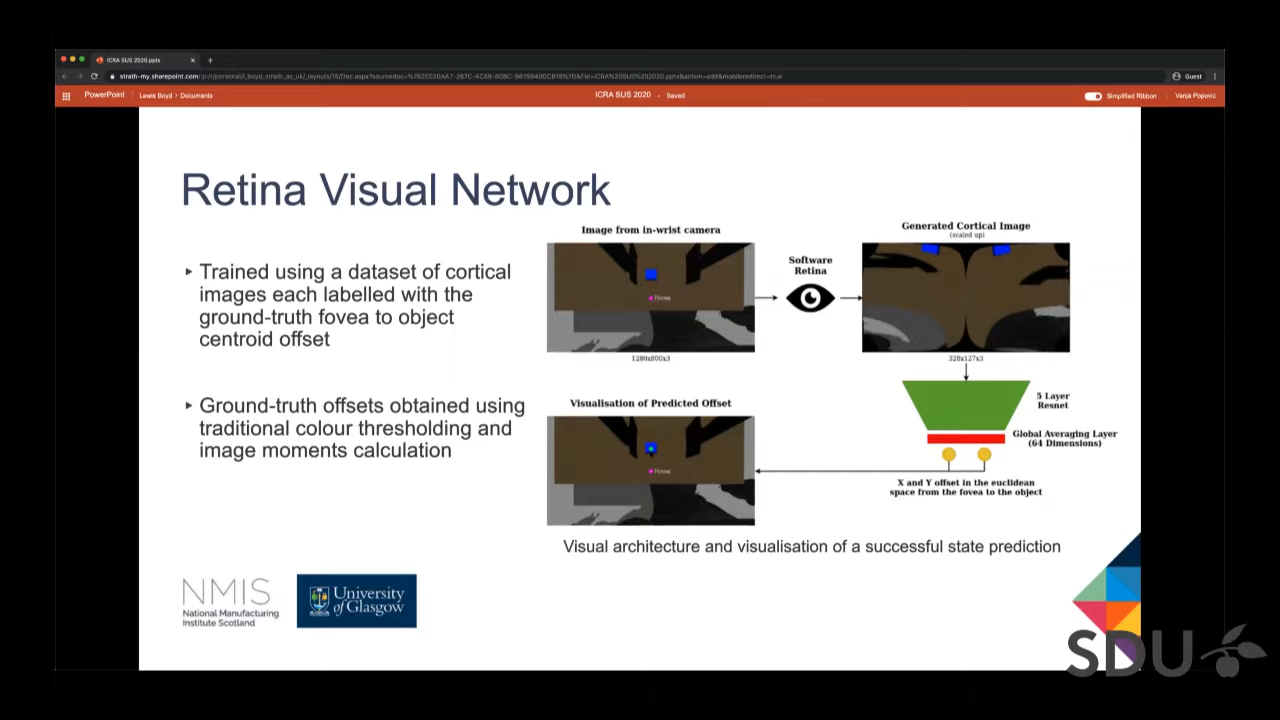 ICRA SUS 2020.pptx
Guest
PowerPoint
Lewis Boyd > Documents
ICRA SUS 2020 - Saved
Simplified Ribbon
Vanja Popovic
Retina Visual Network
Trained using a dataset of cortical
images each labelled with the
ground-truth fovea to object
centroid offset
Ground-truth offsets obtained using
traditional colour thresholding and
image moments calculation
Image from in-wrist camera
Fovea
1280x800x3
Software
Retina
Generated Cortical Image
(scaled up)
328x127x3
5 Layer
Resnet
Global Averaging Layer
(64 Dimensions)
X and Y offset in the euclidean
space from the fovea to the object
Visualisation of Predicted Offset
Fovea
Visual architecture and visualisation of a successful state prediction
NMIS
National Manufacturing
Institute Scotland
University
of Glasgow
SDU